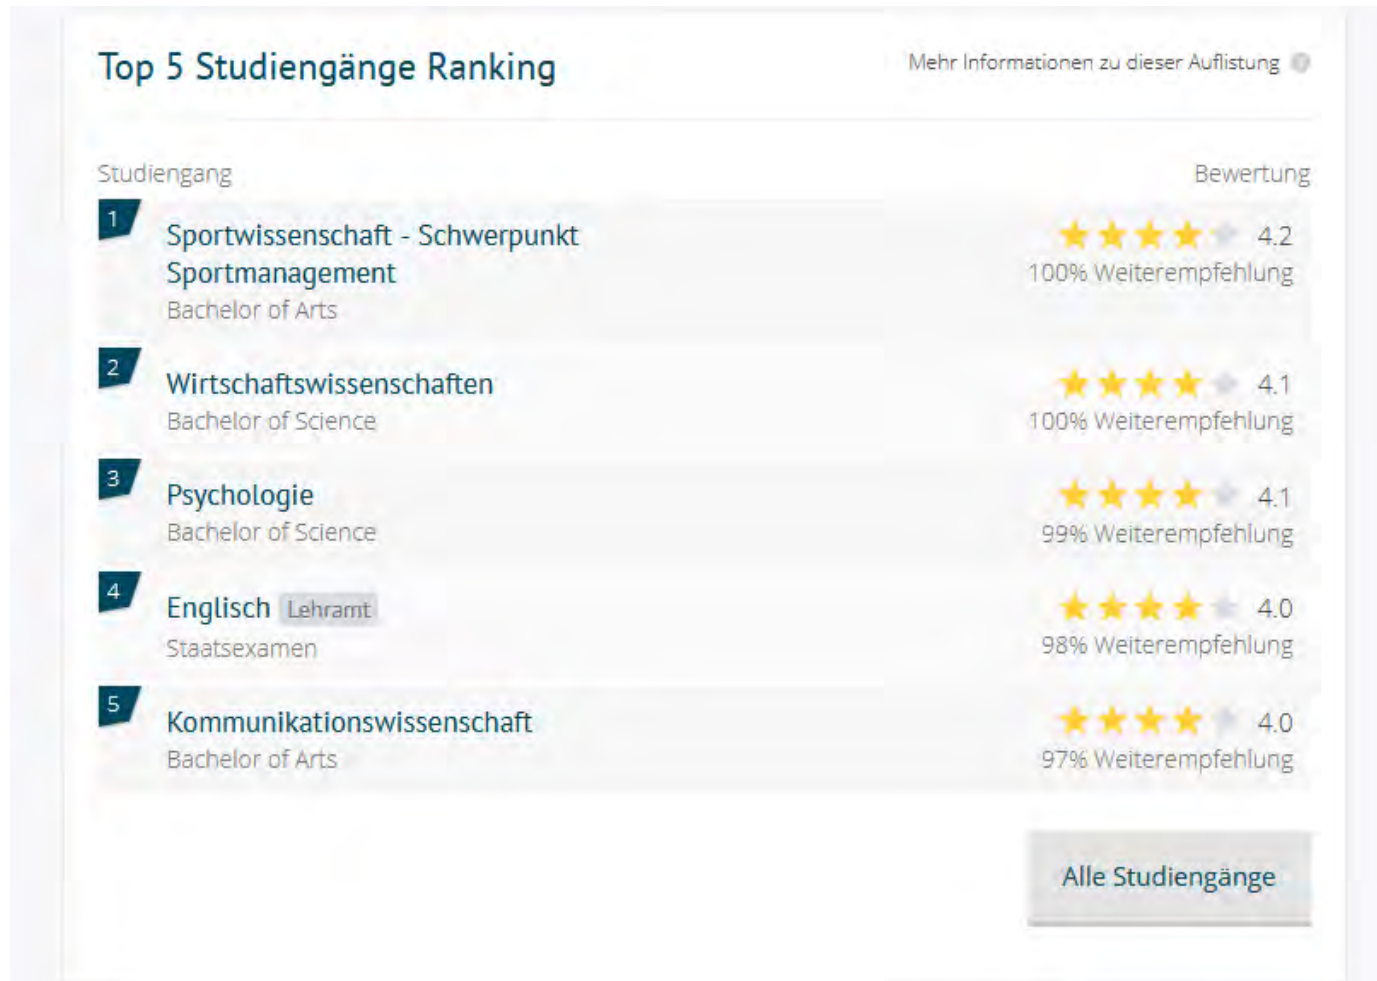 Top 5 Studiengänge Ranking
Mehr Informationen zu dieser Auflistung
Studiengang
Bewertung
1
Sportwissenschaft - Schwerpunkt
Sportmanagement
Bachelor of Arts
4.2
100% Weiterempfehlung
2
Wirtschaftswissenschaften
Bachelor of Science
4.1
100% Weiterempfehlung
3
Psychologie
Bachelor of Science
4.1
99% Weiterempfehlung
4
Englisch Lehramt
Staatsexamen
4.0
98% Weiterempfehlung
5
Kommunikationswissenschaft
Bachelor of Arts
4.0
97% Weiterempfehlung
Alle Studiengänge